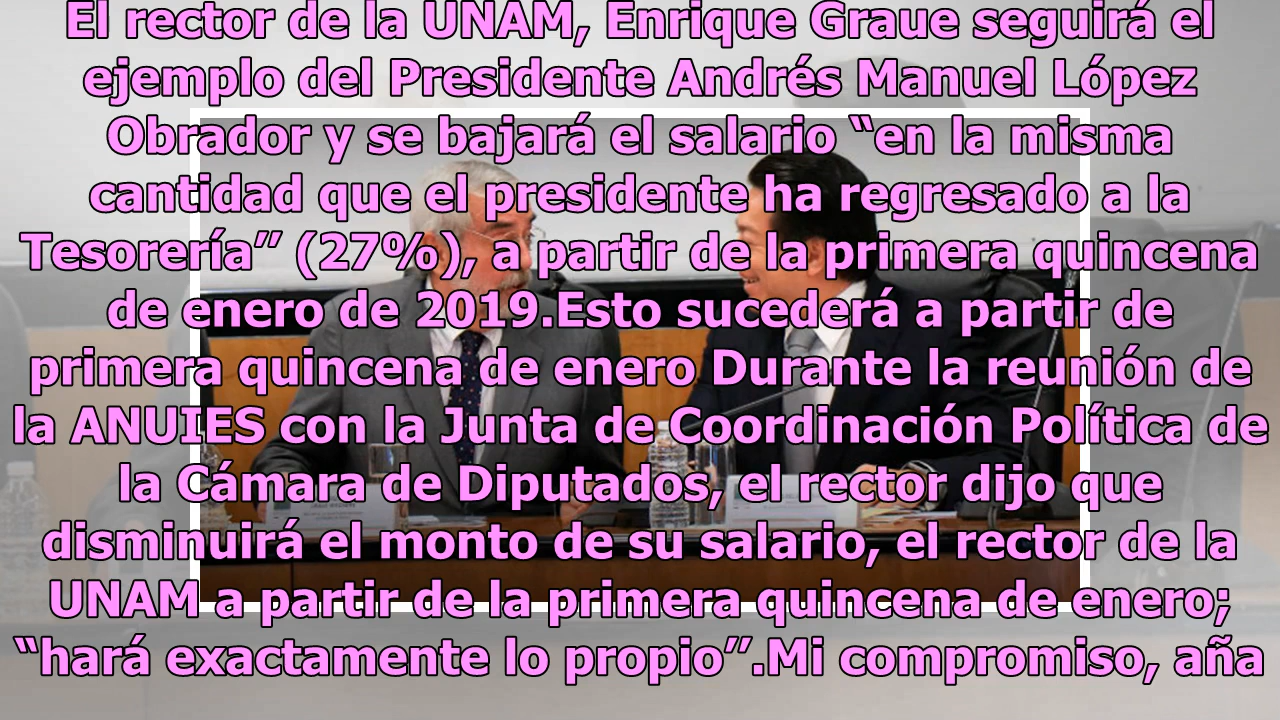 El rector de la UNAM, Enrique Graue seguirá el
ejemplo del Presidente Andrés Manuel López
Obrador y se bajará el salario “en la misma
cantidad que el presidente ha regresado a la
Tesorería” (27%), a partir de la primera quincena
de enero de 2019.Esto sucederá a partir de
primera quincena de enero Durante la reunión de
la ANUIES con la Junta de Coordinación Política de
la Cámara de Diputados, el rector dijo que
disminuirá el monto de su salario, el rector de la
UNAM a partir de la primera quincena de enero;
“hará exactamente lo propio”.Mi compromiso, aña